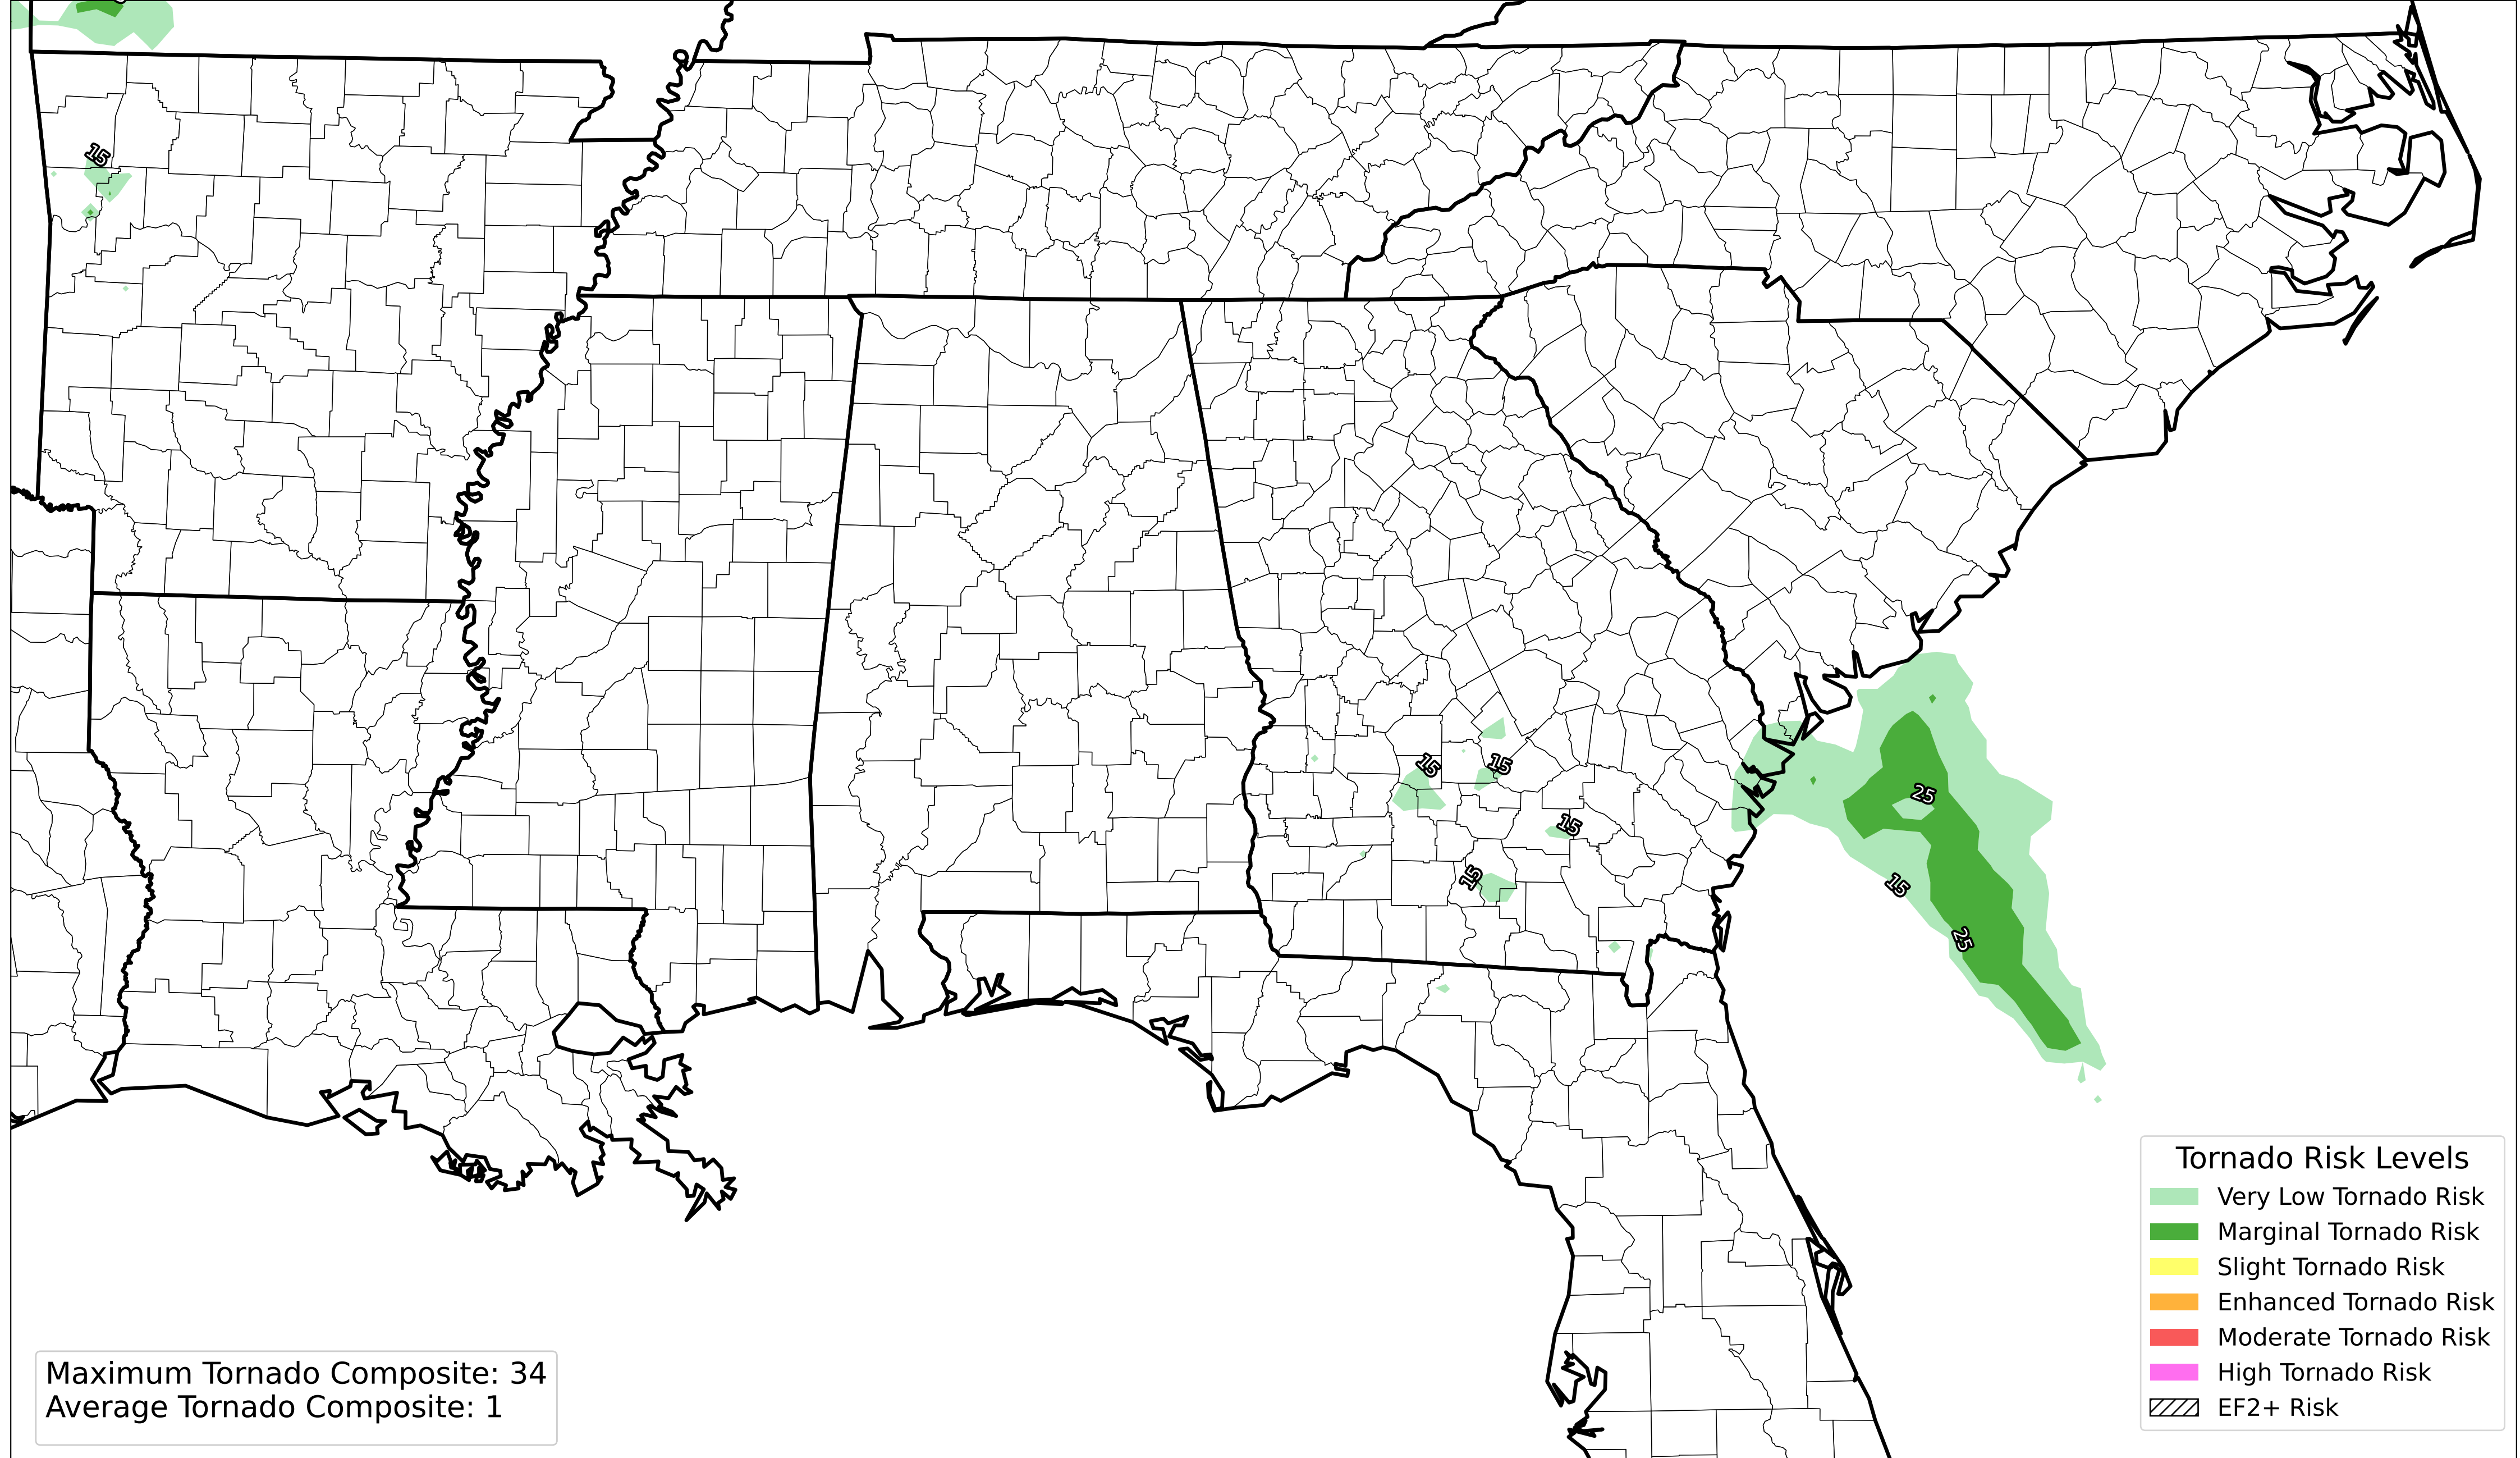 15
15
15
25
15
15
15
25
Tornado Risk Levels
Very Low Tornado Risk
Marginal Tornado Risk
Slight Tornado Risk
Enhanced Tornado Risk
Moderate Tornado Risk
High Tornado Risk
EF2+ Risk
Maximum Tornado Composite: 34
Average Tornado Composite: 1